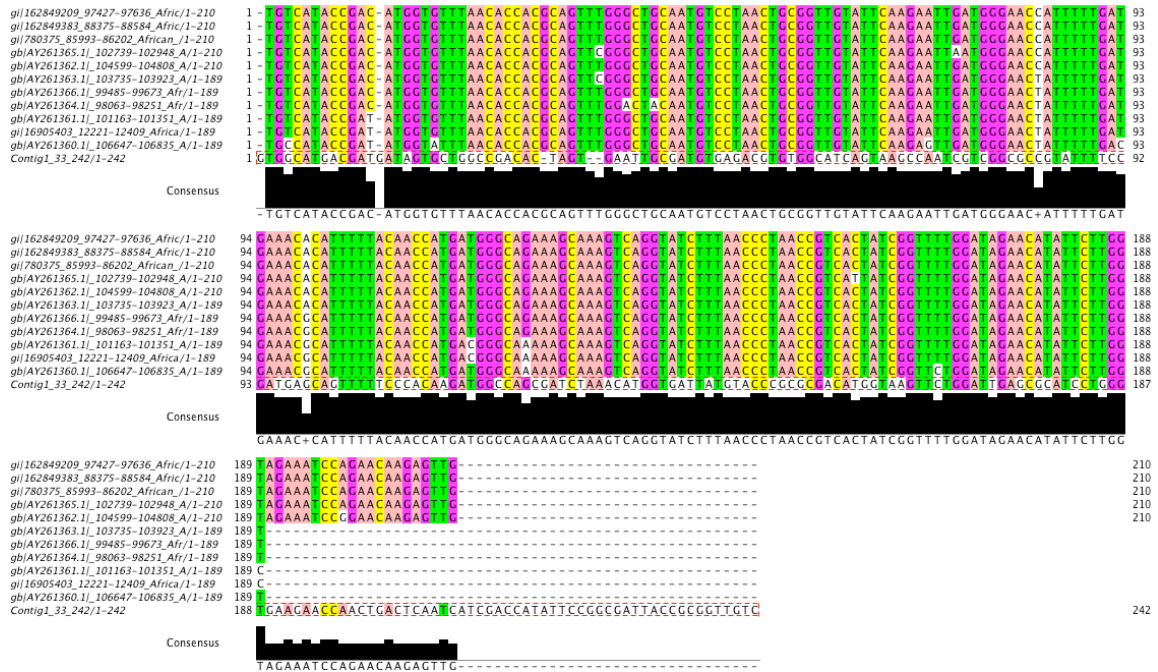 gi|162849209_97427-97636_Afric/1-210 1 -TGTCATACCGAC-ATGGTGTTTAACACCACGCAGTTTGGGCTGCAATGTCCTAACTGCGGTTGTATTCAAGAATTGATGGGAACCATTTTTGAT 93
gi|162849383_88375-88584_Afric/1-210 1 -TGTCATACCGAC-ATGGTGTTTAACACCACGCAGTTTGGGCTGCAATGTCCTAACTGCGGTTGTATTCAAGAATTGATGGGAACCATTTTTGAT 93
gi|780375_85993-86202_African_/1-210 1 -TGTCATACCGAC-ATGGTGTTTAACACCACGCAGTTTGGGCTGCAATGTCCTAACTGCGGTTGTATTCAAGAATTGATGGGAACCATTTTTGAT 93
gb|AY261365.1|_102739-102948_A/1-210 1 -TGTCATACCGAC-ATGGTGTTTAACACCACGCAGTTCGGGCTGCAATGTCCTAACTGCGGTTGTATTCAAGAATTAATGGGAACCATTTTTGAT 93
gb|AY261362.1|_104599-104808_A/1-210 1 -TGTCATACCGAC-ATGGTGTTTAACACCACGCAGTTTGGGCTGCAATGTCCTAACTGCGGTTGTATTCAAGAATTGATGGGAACCATTTTTGAT 93
gb|AY261363.1|_103735-103923_A/1-189 1 -TGTCATACCGAC-ATGGTGTTTAACACCACGCAGTTCGGGCTGCAATGTCCTAACTGCGGTTGTATTCAAGAATTGATGGGAACTATTTTTGAT 93
gb|AY261366.1|_99485-99673_Afr/1-189 1 -TGTCATACCGAC-ATGGTGTTTAACACCACGCAGTTTGGGCTGCAATGTCCTAACTGCGGTTGTATTCAAGAATTGATGGGAACTATTTTTGAT 93
gb|AY261364.1|_98063-98251_Afr/1-189 1 -TGTCATACCGAC-ATGGTGTTTAACACCACGCAGTTTGGACTACAATGTCCTAACTGCGGTTGTATTCAAGAATTGATGGGAACTATTTTTGAT 93
gb|AY261361.1|_101163-101351_A/1-189 1 -TGTCATACCGAT-ATGGTGTTTAACACCACGCAGTTTGGGCTGCAATGTCCTAACTGCGGTTGTATTCAAGAATTGATGGGAACTATTTTTGAT 93
gi|16905403_12221-12409_Africa/1-189 1 -TGTCATACCGAT-ATGGTGTTTAACACCACGCAGTTTGGGCTGCAATGTCCTAACTGCGGTTGTATTCAAGAATTGATGGGAACTATTTTTGAT 93
gb|AY261360.1|_106647-106835_A/1-189 1 -TGCCATACCGAT-ATGGTATTTAACACCACGCAGTTTGGGCTGCAATGTCCTAACTGCGGTTGTATTCAAGAGTTGATGGGAACTATTTTTGAC 93
Contig1_33_242/1-242 1 GTGGCATGACGATGATAGTGCTGGCCGACAC-TAGT--GAATTGCGATGTGAGACGTGTGGCATCAGTAAGCCAATCGTCGGCGCCGTATTTTCC 92
Consensus
-TGTCATACCGAC-ATGGTGTTTAACACCACGCAGTTTGGGCTGCAATGTCCTAACTGCGGTTGTATTCAAGAATTGATGGGAAC+ATTTTTGAT
gi|162849209_97427-97636_Afric/1-210 94 GAAACACATTTTTACAACCATGATGGGCAGAAAGCAAAGTCAGGTATCTTTAACCCTAACCGTCACTATCGGTTTTGGATAGAACATATTCTTGG 188
gi|162849383_88375-88584_Afric/1-210 94 GAAACACATTTTTACAACCATGATGGGCAGAAAGCAAAGTCAGGTATCTTTAACCCTAACCGTCACTATCGGTTTTGGATAGAACATATTCTTGG 188
gi|780375_85993-86202_African_/1-210 94 GAAACACATTTTTACAACCATGATGGGCAGAAAGCAAAGTCAGGTATCTTTAACCCTAACCGTCACTATCGGTTTTGGATAGAACATATTCTTGG 188
gb|AY261365.1|_102739-102948_A/1-210 94 GAAACACATTTTTACAACCATGATGGGCAGAAAGCAAAGTCAGGTATCTTTAACCCTAACCGTCATTATCGGTTTTGGATAGAACATATTCTTGG 188
gb|AY261362.1|_104599-104808_A/1-210 94 GAAACACATTTTTACAACCATGATGGGCAGAAAGCAAAGTCAGGTATCTTTAACCCTAACCGTCACTATCGGTTTTGGATAGAACATATTCTTGG 188
gb|AY261363.1|_103735-103923_A/1-189 94 GAAACGCATTTTTACAACCATGATGGGCAGAAAGCAAAGTCAGGTATCTTTAACCCTAACCGTCACTATCGGTTTTGGATAGAACATATTCTTGG 188
gb|AY261366.1|_99485-99673_Afr/1-189 94 GAAACGCATTTTTACAACCATGATGGGCAGAAAGCAAAGTCAGGTATCTTTAACCCTAACCGTCACTATCGGTTTTGGATAGAACATATTCTTGG 188
gb|AY261364.1|_98063-98251_Afr/1-189 94 GAAACGCATTTTTACAACCATGATGGGCAGAAAGCAAAGTCAGGTATCTTTAACCCTAACCGTCACTATCGGTTTTGGATAGAACATATTCTTGG 188
gb|AY261361.1|_101163-101351_A/1-189 94 GAAACGCATTTTTACAACCATGACGGGCAAAAAGCAAAGTCAGGTATCTTTAACCCTAACCGTCACTATCGGTTTTGGATAGAACATATTCTTGG 188
gi|16905403_12221-12409_Africa/1-189 94 GAAACGCATTTTTACAACCATGACGGGCAAAAAGCAAAGTCAGGTATCTTTAACCCTAACCGTCACTATCGGTTTTGGATAGAACATATTCTTGG 188
gb|AY261360.1|_106647-106835_A/1-189 94 GAAACGCATTTTTACAACCATGATGGGCAAAAAGCAAAGTCAGGTATCTTTAACCCTAACCGTCACTATCGGTTCTGGATAGAACATATTCTTGG 188
Contig1_33_242/1-242 93 GATGAGCAGTTTTTCCCACAAGATGGCCAGCGATCTAAACATGGTGATTATGTACCCGCGCGACATGGTAAGTTCTGGATTGAGCGCATCCTGGG 187
Consensus
GAAAC+CATTTTTACAACCATGATGGGCAGAAAGCAAAGTCAGGTATCTTTAACCCTAACCGTCACTATCGGTTTTGGATAGAACATATTCTTGG
gi|162849209_97427-97636_Afric/1-210 189 TAGAAATCCAGAACAAGAGTTG--------------------------------- 210
gi|162849383_88375-88584_Afric/1-210 189 TAGAAATCCAGAACAAGAGTTG--------------------------------- 210
gi|780375_85993-86202_African_/1-210 189 TAGAAATCCAGAACAAGAGTTG--------------------------------- 210
gb|AY261365.1|_102739-102948_A/1-210 189 TAGAAATCCAGAACAAGAGTTG--------------------------------- 210
gb|AY261362.1|_104599-104808_A/1-210 189 TAGAAATCCGGAACAAGAGTTG--------------------------------- 210
gb|AY261363.1|_103735-103923_A/1-189 189 T------------------------------------------------------
gb|AY261366.1|_99485-99673_Afr/1-189 189 T------------------------------------------------------
gb|AY261364.1|_98063-98251_Afr/1-189 189 T------------------------------------------------------
gb|AY261361.1|_101163-101351_A/1-189 189 C------------------------------------------------------
gi|16905403_12221-12409_Africa/1-189 189 C------------------------------------------------------
gb|AY261360.1|_106647-106835_A/1-189 189 T------------------------------------------------------
Contig1_33_242/1-242 188 TGAAGAACCAACTGACTCAATCATCGACCATATTCCGGCGATTACCGCGGTTGTC 242
Consensus
TAGAAATCCAGAACAAGAGTTG---------------------------------